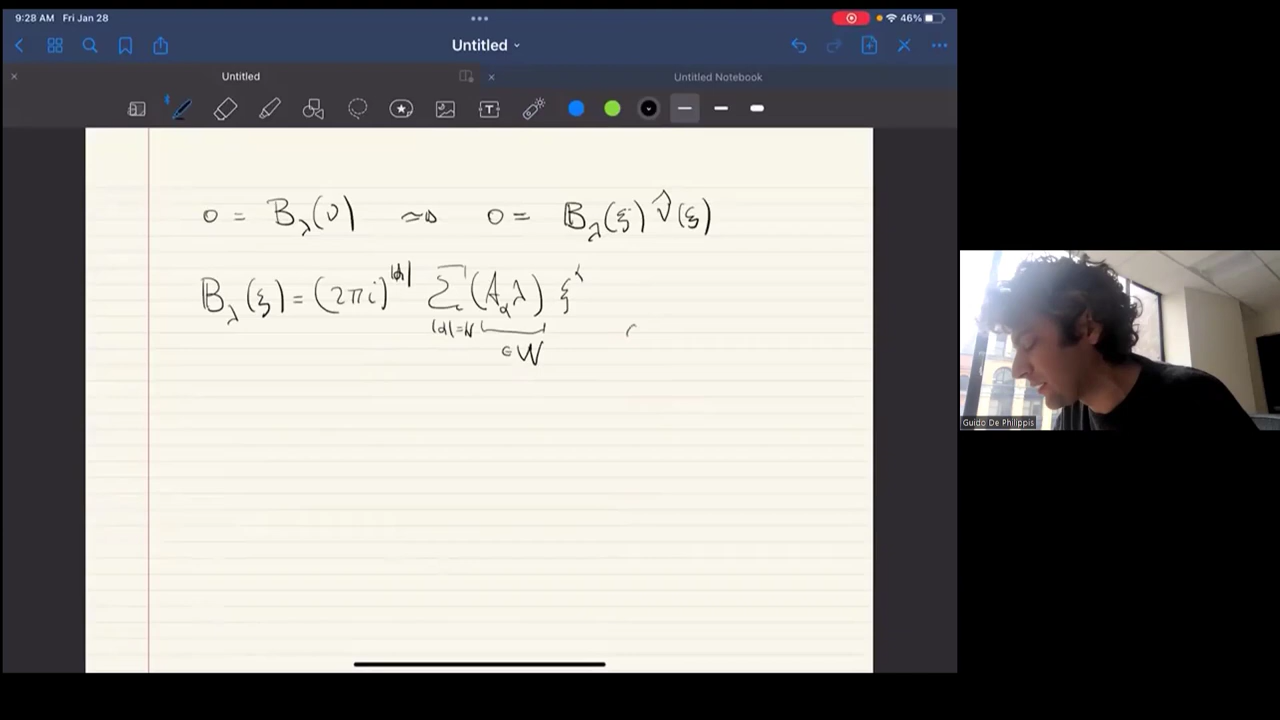 9:28 AM Fri Jan 28
46%
Untitled
Untitled Untitled Notebook
0 = B_λ(ν) ⇝ 0 = B_λ(ξ) ν̂(ξ)
B_λ(ξ) = (2πi)^{|α|} Σ_{|α|=k} (A_α λ) ξ^α
∈ W
Guido De Philippis